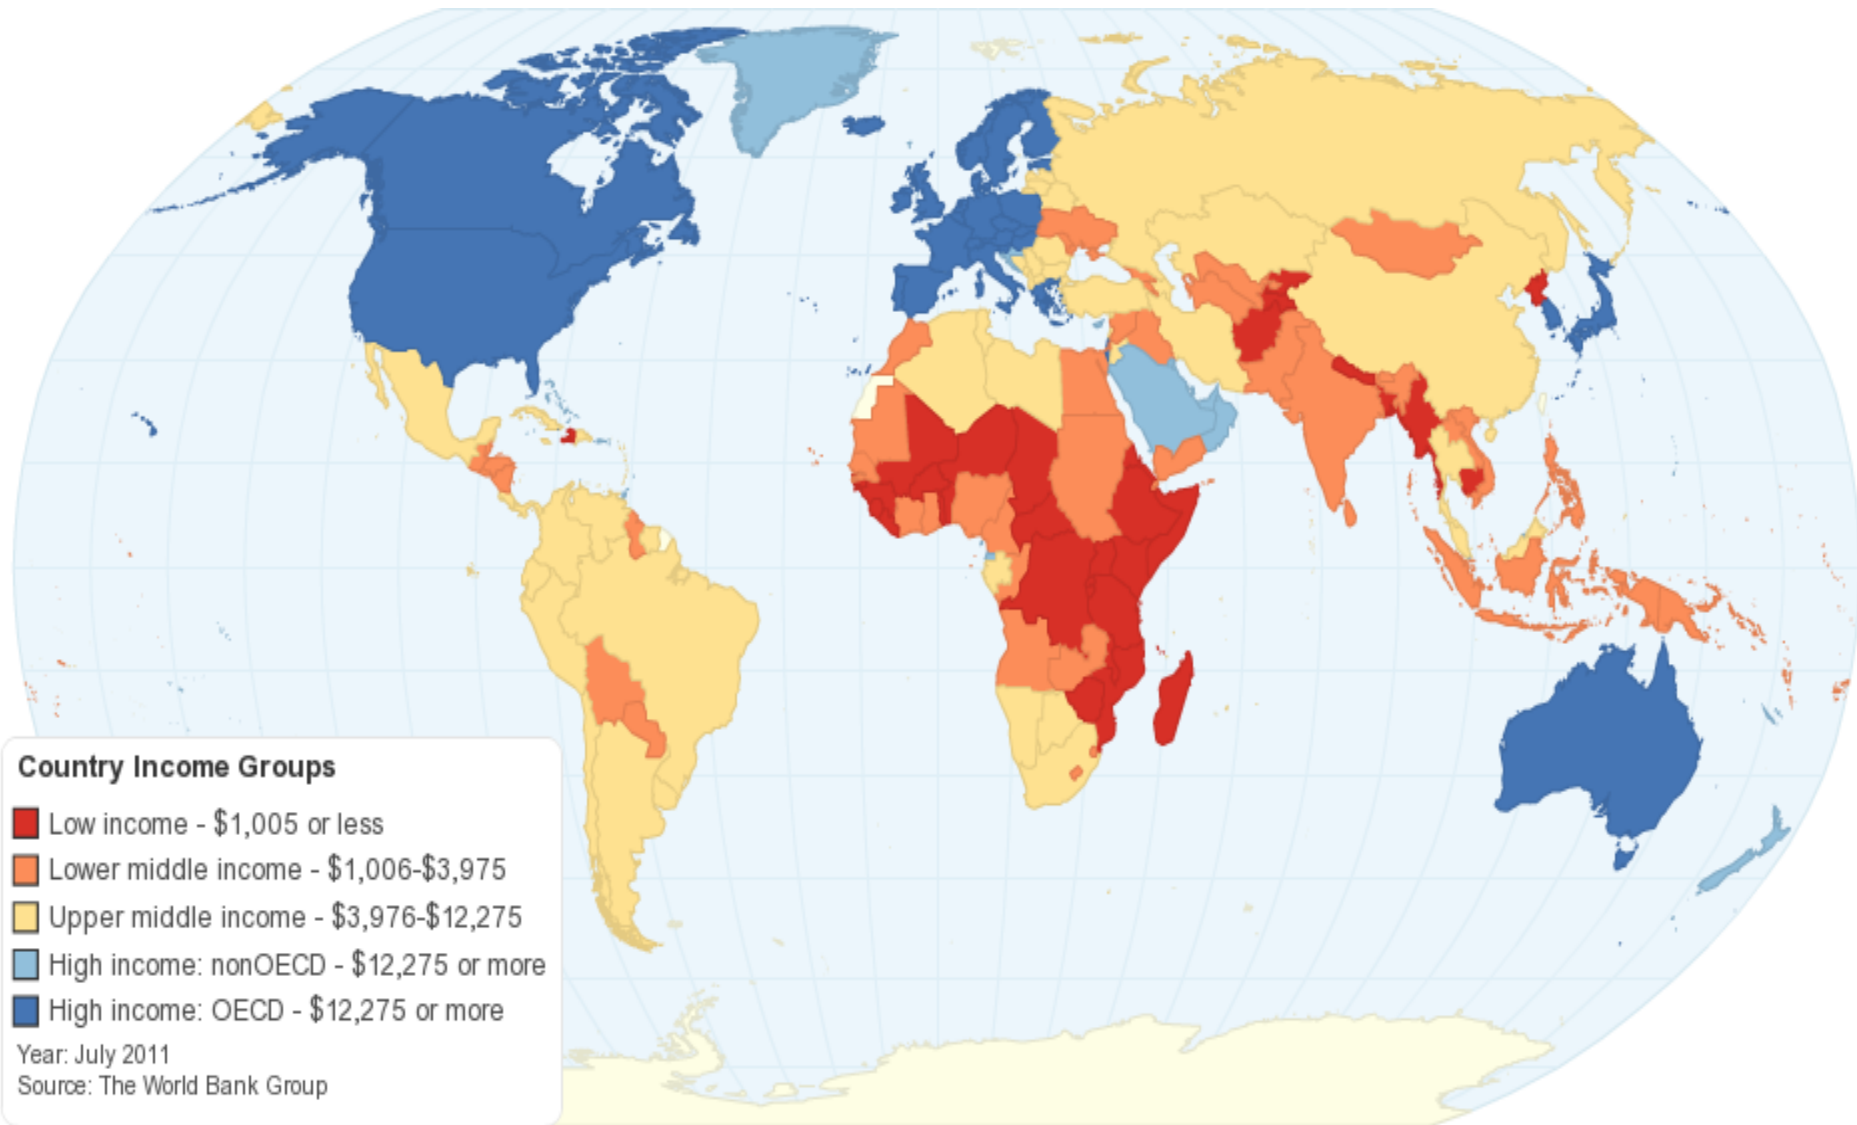 Country Income Groups
Low income - $1,005 or less
Lower middle income - $1,006-$3,975
Upper middle income - $3,976-$12,275
High income: nonOECD - $12,275 or more
High income: OECD - $12,275 or more
Year: July 2011
Source: The World Bank Group